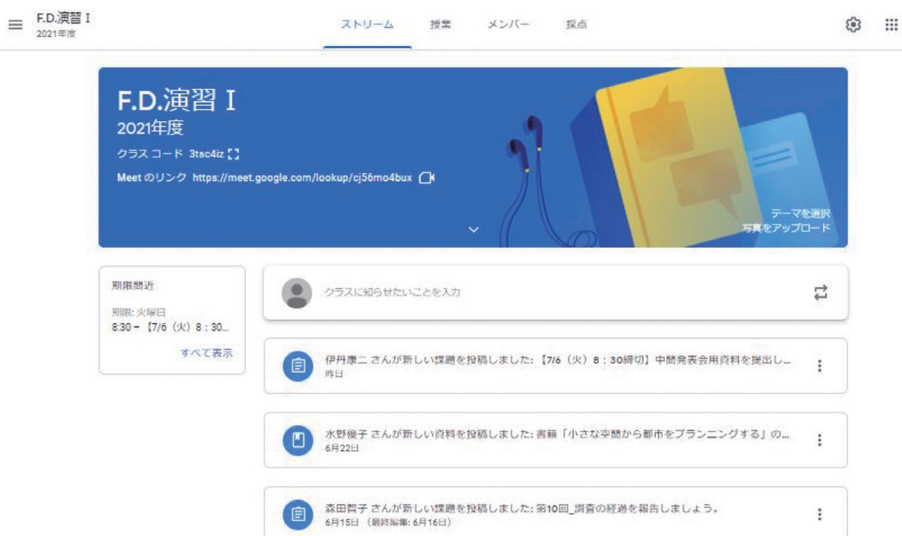 F.D.演習 I
2021年度
ストリーム 授業 メンバー 採点
F.D.演習 I
2021年度
クラス コード 3tsc4iz
Meet のリンク https://meet.google.com/lookup/cj56mo4bux
テーマを選択
写真をアップロード
期限間近
期限: 火曜日
8:30 – 【7/6（火）8：30...
すべて表示
クラスに知らせたいことを入力
伊丹康二 さんが新しい課題を投稿しました: 【7/6（火）8：30締切】中間発表会用資料を提出し...
昨日
水野優子 さんが新しい資料を投稿しました: 書籍「小さな空間から都市をプランニングする」の...
6月22日
森田智子 さんが新しい課題を投稿しました: 第10回_調査の経過を報告しましょう。
6月15日 （最終編集: 6月16日）